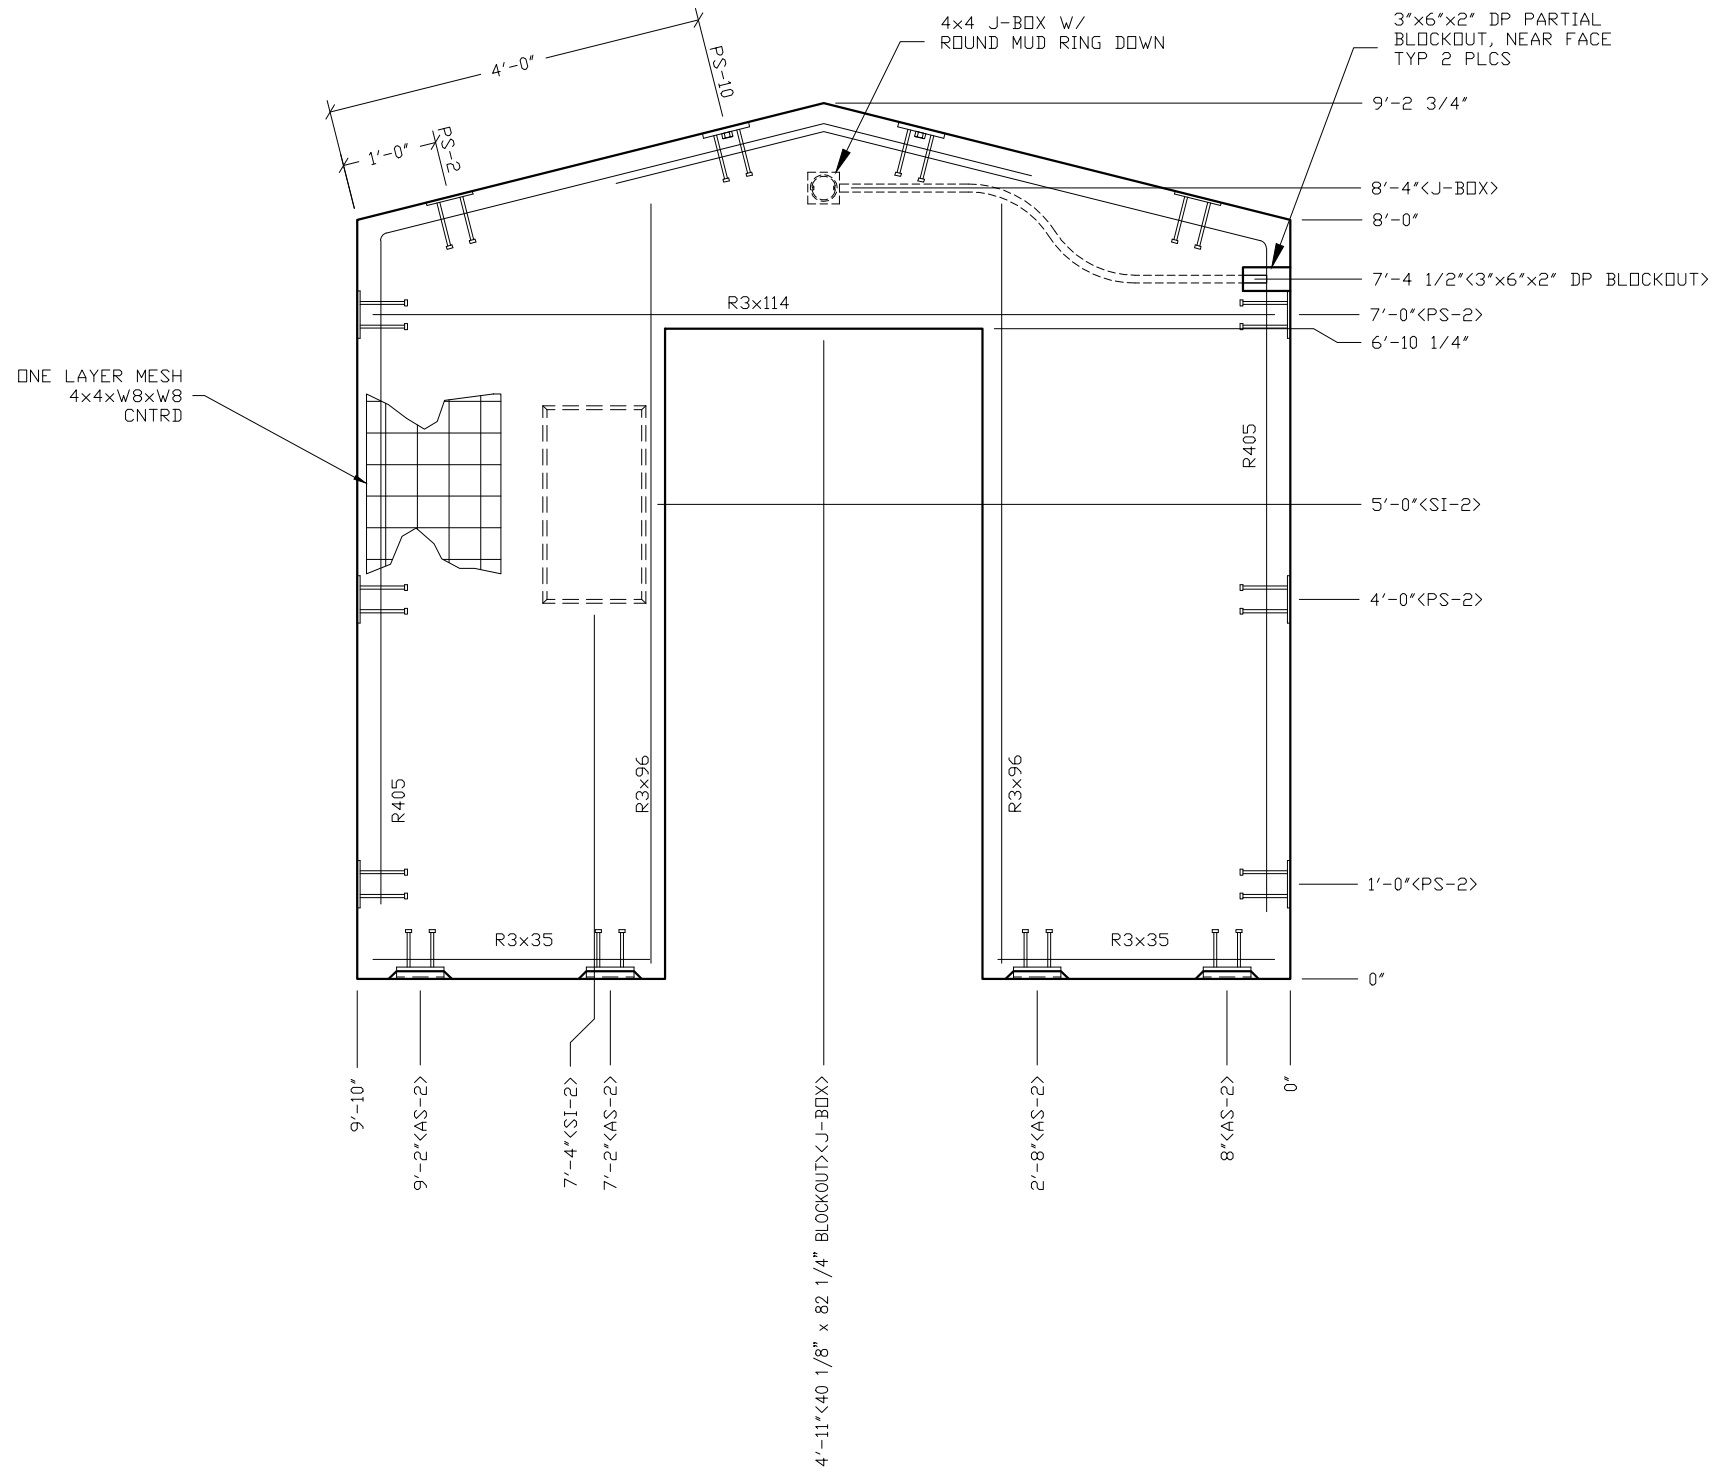 4x4 J-BOX W/
ROUND MUD RING DOWN
3"x6"x2" DP PARTIAL
BLOCKOUT, NEAR FACE
TYP 2 PLCS
4'-0"
PS-10
1'-0"
PS-2
9'-2 3/4"
8'-4"<J-BOX>
8'-0"
7'-4 1/2"<3"x6"x2" DP BLOCKOUT>
R3x114
7'-0"<PS-2>
6'-10 1/4"
ONE LAYER MESH
4x4xW8xW8
CNTRD
R405
5'-0"<SI-2>
4'-0"<PS-2>
R405
R3x96
R3x96
1'-0"<PS-2>
R3x35
R3x35
0"
9'-10"
9'-2"<AS-2>
7'-4"<SI-2>
7'-2"<AS-2>
4'-11"<40 1/8" x 82 1/4" BLOCKOUT><J-BOX>
2'-8"<AS-2>
8"<AS-2>
0"